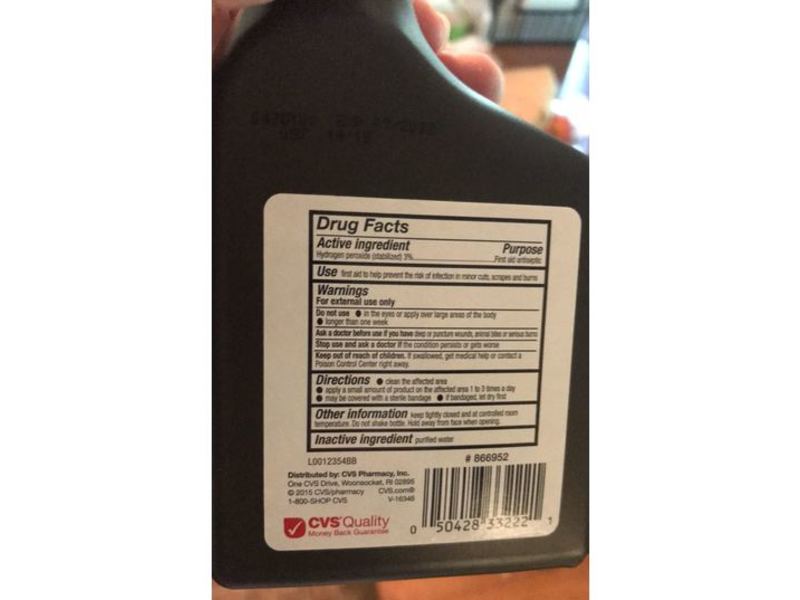 Drug Facts
Active ingredient Purpose
Hydrogen peroxide (stabilized) 3% First aid antiseptic
Use first aid to help prevent the risk of infection in minor cuts, scrapes and burns
Warnings
For external use only
Do not use ● in the eyes or apply over large areas of the body
● longer than one week
Ask a doctor before use if you have deep or puncture wounds, animal bites or serious burns
Stop use and ask a doctor if the condition persists or gets worse
Keep out of reach of children. If swallowed, get medical help or contact a
Poison Control Center right away.
Directions ● clean the affected area
● apply a small amount of product on the affected area 1 to 3 times a day
● may be covered with a sterile bandage ● if bandaged, let dry first
Other information keep tightly closed and at controlled room
temperature. Do not shake bottle. Hold away from face when opening.
Inactive ingredient purified water
L0012354BB # 866952
Distributed by: CVS Pharmacy, Inc.
One CVS Drive, Woonsocket, RI 02895
© 2015 CVS/pharmacy CVS.com®
1-800-SHOP CVS V-16346
CVS Quality
Money Back Guarantee
0 50428 33222 1